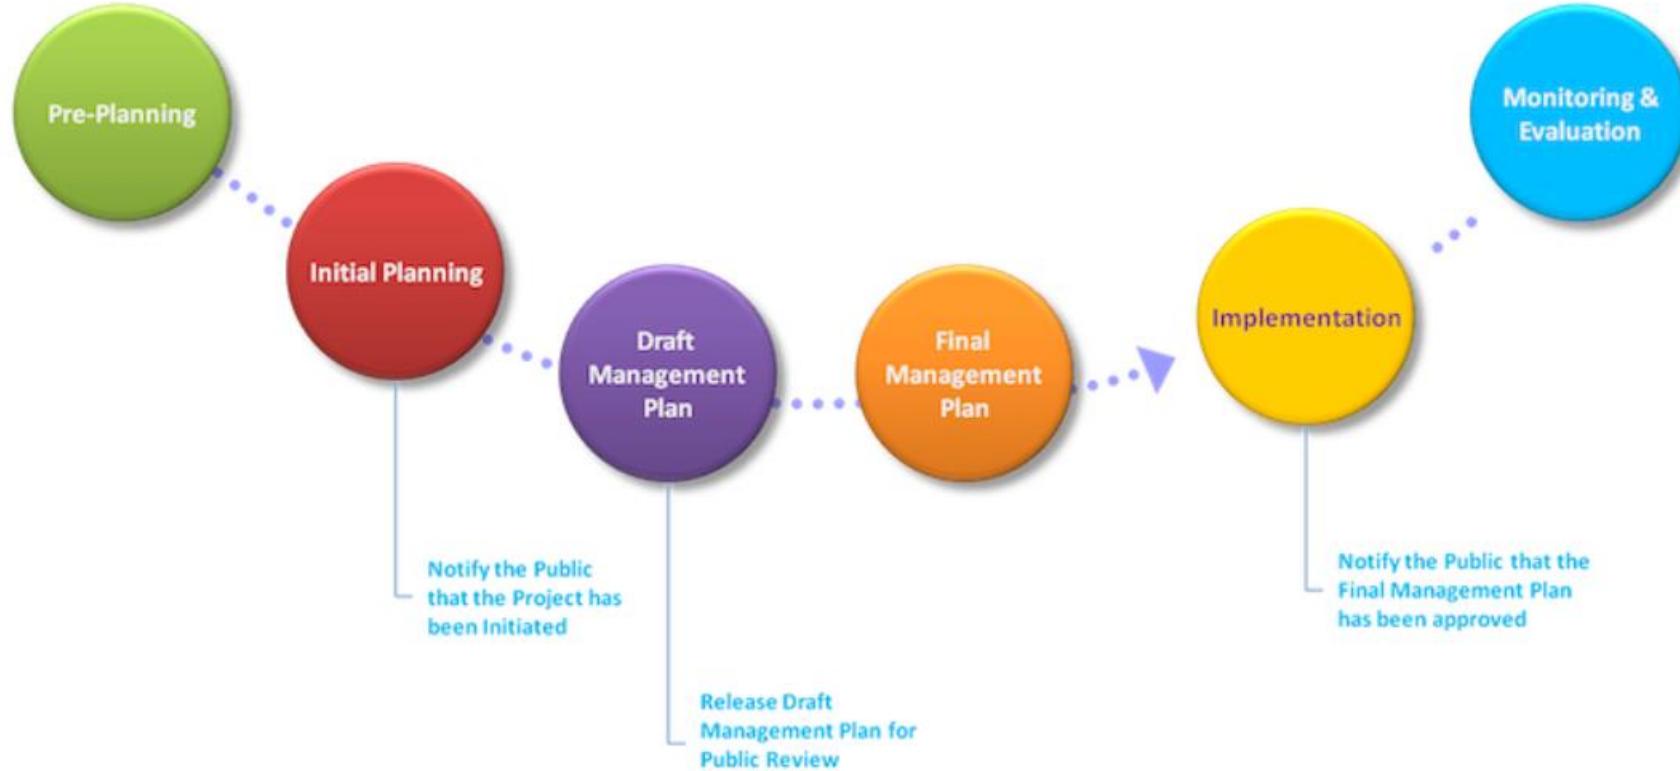 Pre-Planning
Initial Planning
Draft
Management
Plan
Final
Management
Plan
Implementation
Monitoring &
Evaluation
Notify the Public
that the Project has
been Initiated
Release Draft
Management Plan for
Public Review
Notify the Public that the
Final Management Plan
has been approved